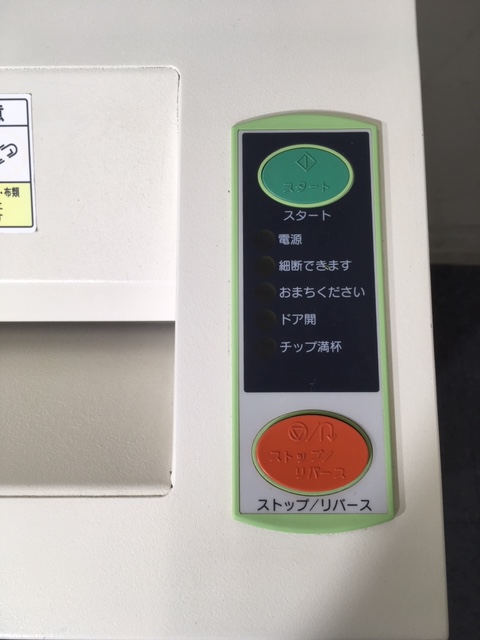 ・布類
スタート
スタート
電源
細断できます
おまちください
ドア開
チップ満杯
ストップ/
リバース
ストップ/リバース